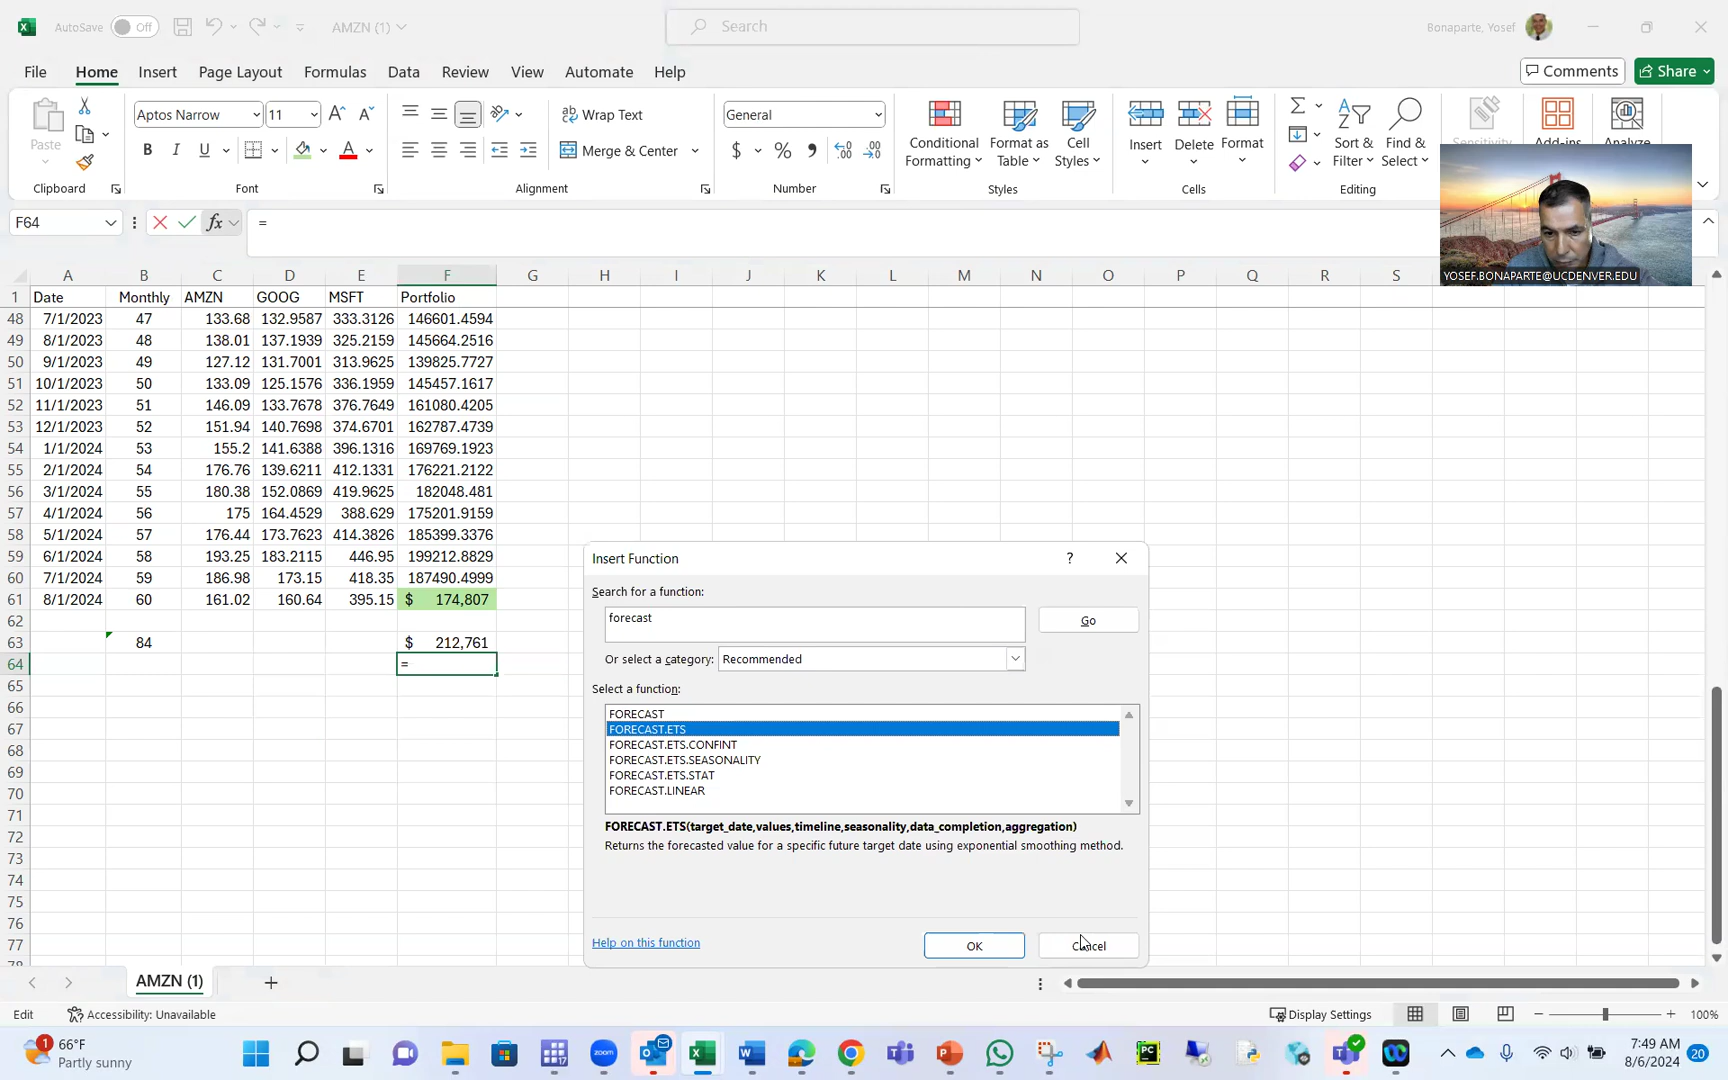 AutoSave Off AMZN (1) Search Bonaparte, Yosef
File Home Insert Page Layout Formulas Data Review View Automate Help Comments Share
Paste Aptos Narrow 11 Wrap Text General Conditional Formatting Format as Table Cell Styles Insert Delete Format Sort & Filter Find & Select Sensitivity Add-ins Analyze
B I U A Merge & Center $ % 9
Clipboard Font Alignment Number Styles Cells Editing
F64 fx =
YOSEF.BONAPARTE@UCDENVER.EDU
A B C D E F G H I J K L M N O P Q R S
1 Date Monthly AMZN GOOG MSFT Portfolio
48 7/1/2023 47 133.68 132.9587 333.3126 146601.4594
49 8/1/2023 48 138.01 137.1939 325.2159 145664.2516
50 9/1/2023 49 127.12 131.7001 313.9625 139825.7727
51 10/1/2023 50 133.09 125.1576 336.1959 145457.1617
52 11/1/2023 51 146.09 133.7678 376.7649 161080.4205
53 12/1/2023 52 151.94 140.7698 374.6701 162787.4739
54 1/1/2024 53 155.2 141.6388 396.1316 169769.1923
55 2/1/2024 54 176.76 139.6211 412.1331 176221.2122
56 3/1/2024 55 180.38 152.0869 419.9625 182048.481
57 4/1/2024 56 175 164.4529 388.629 175201.9159
58 5/1/2024 57 176.44 173.7623 414.3826 185399.3376
59 6/1/2024 58 193.25 183.2115 446.95 199212.8829
60 7/1/2024 59 186.98 173.15 418.35 187490.4999
61 8/1/2024 60 161.02 160.64 395.15 $ 174,807
62
63 84 $ 212,761
64 =
65
66
67
68
69
70
71
72
73
74
75
76
77
Insert Function ?
Search for a function:
forecast Go
Or select a category: Recommended
Select a function:
FORECAST
FORECAST.ETS
FORECAST.ETS.CONFINT
FORECAST.ETS.SEASONALITY
FORECAST.ETS.STAT
FORECAST.LINEAR
FORECAST.ETS(target_date,values,timeline,seasonality,data_completion,aggregation)
Returns the forecasted value for a specific future target date using exponential smoothing method.
Help on this function OK Cancel
AMZN (1)
Edit Accessibility: Unavailable Display Settings 100%
1 66°F
Partly sunny
zoom
PC
7:49 AM
8/6/2024 20